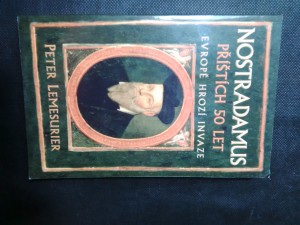 NOSTRADAMUS
PŘÍŠTÍCH 50 LET
EVROPĚ HROZÍ INVAZE
PETER LEMESURIER